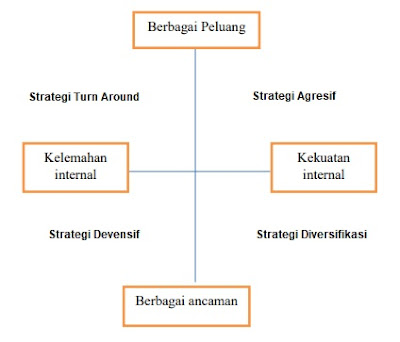 Berbagai Peluang
Strategi Turn Around
Strategi Agresif
Kelemahan
internal
Kekuatan
internal
Strategi Devensif
Strategi Diversifikasi
Berbagai ancaman